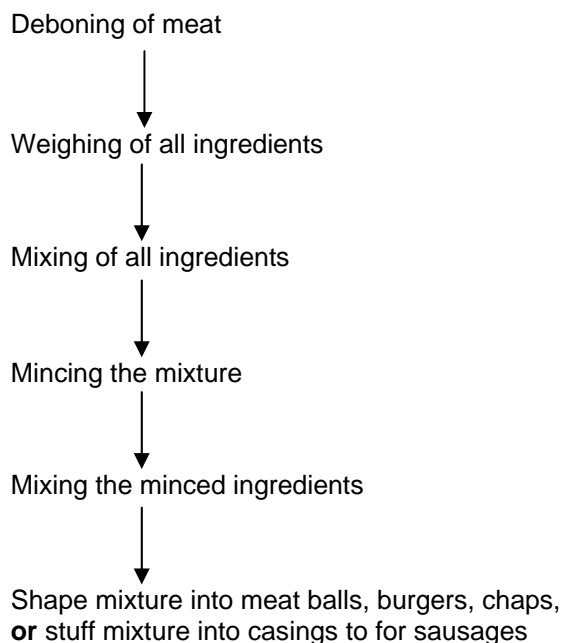 Deboning of meat
Weighing of all ingredients
Mixing of all ingredients
Mincing the mixture
Mixing the minced ingredients
Shape mixture into meat balls, burgers, chaps,
or stuff mixture into casings to for sausages